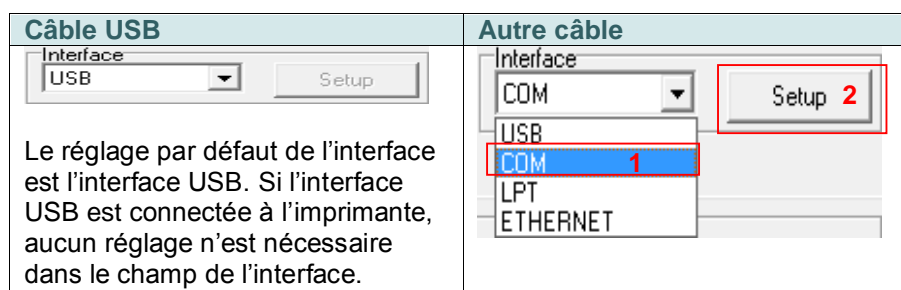 Câble USB
Interface
USB
Setup
Le réglage par défaut de l’interface
est l’interface USB. Si l’interface
USB est connectée à l’imprimante,
aucun réglage n’est nécessaire
dans le champ de l’interface.
Autre câble
Interface
COM
Setup 2
USB
COM 1
LPT
ETHERNET